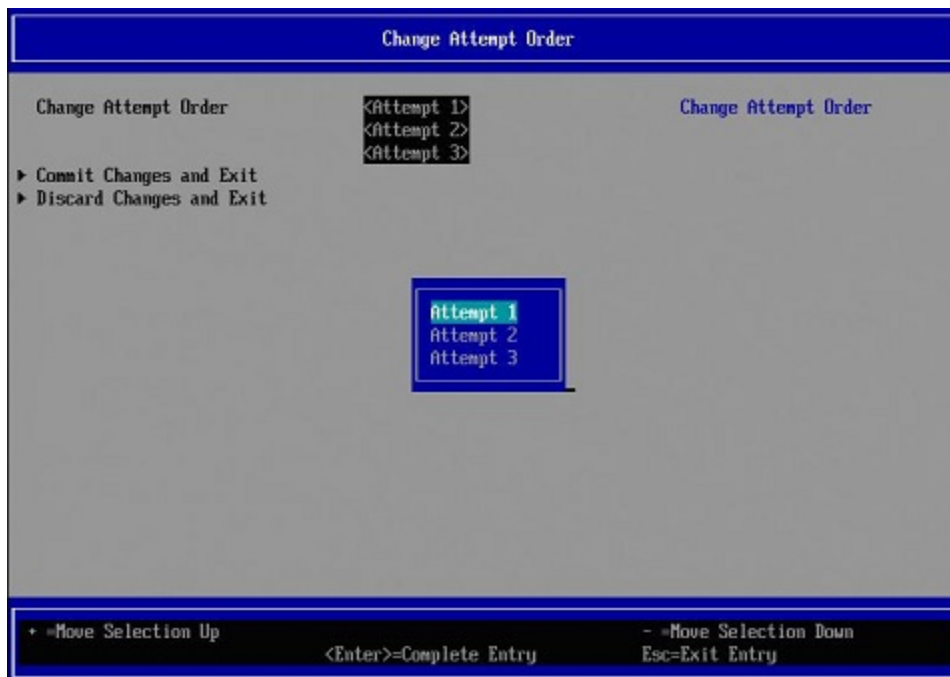 Change Attempt Order
Change Attempt Order
<Attempt 1>
<Attempt 2>
<Attempt 3>
Change Attempt Order
Commit Changes and Exit
Discard Changes and Exit
Attempt 1
Attempt 2
Attempt 3
+ =Move Selection Up
- =Move Selection Down
<Enter>=Complete Entry
Esc=Exit Entry